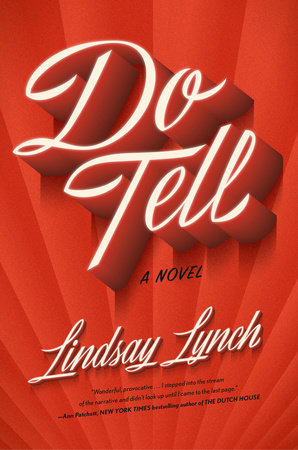 Do
Tell
A NOVEL
Lindsay Lynch
"Wonderful, provocative . . . I stepped into the stream
of the narrative and didn't look up until I came to the last page."
—Ann Patchett, NEW YORK TIMES bestselling author of THE DUTCH HOUSE